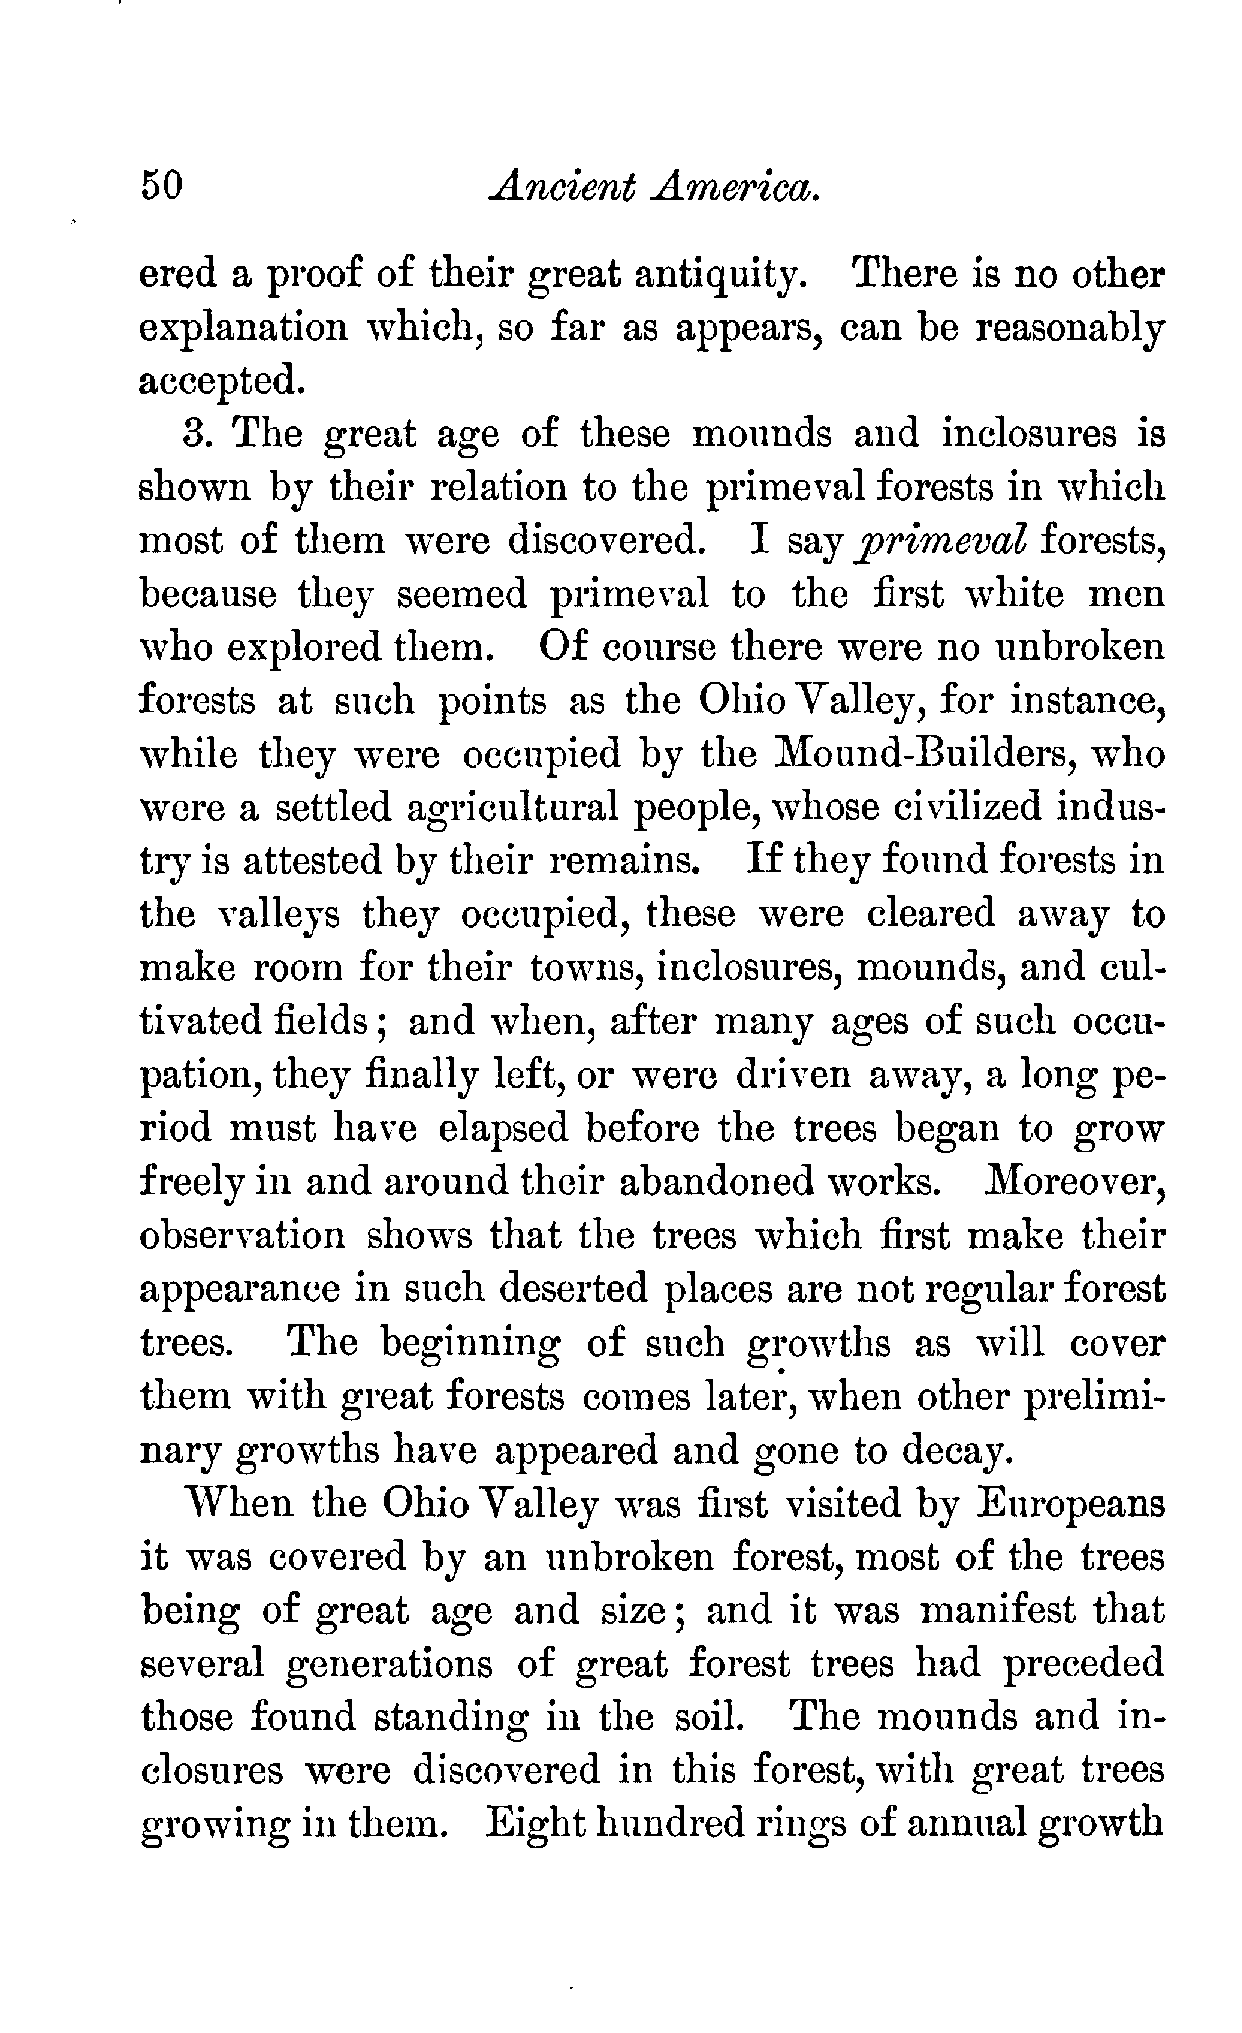 50 Ancient America.
ered a proof of their great antiquity. There is no other
explanation which, so far as appears, can be reasonably
accepted.
3. The great age of these mounds and inclosures is
shown by their relation to the primeval forests in which
most of them were discovered. I say primeval forests,
because they seemed primeval to the first white men
who explored them. Of course there were no unbroken
forests at such points as the Ohio Valley, for instance,
while they were occupied by the Mound-Builders, who
were a settled agricultural people, whose civilized indus-
try is attested by their remains. If they found forests in
the valleys they occupied, these were cleared away to
make room for their towns, inclosures, mounds, and cul-
tivated fields; and when, after many ages of such occu-
pation, they finally left, or were driven away, a long pe-
riod must have elapsed before the trees began to grow
freely in and around their abandoned works. Moreover,
observation shows that the trees which first make their
appearance in such deserted places are not regular forest
trees. The beginning of such growths as will cover
them with great forests comes later, when other prelimi-
nary growths have appeared and gone to decay.
When the Ohio Valley was first visited by Europeans
it was covered by an unbroken forest, most of the trees
being of great age and size; and it was manifest that
several generations of great forest trees had preceded
those found standing in the soil. The mounds and in-
closures were discovered in this forest, with great trees
growing in them. Eight hundred rings of annual growth